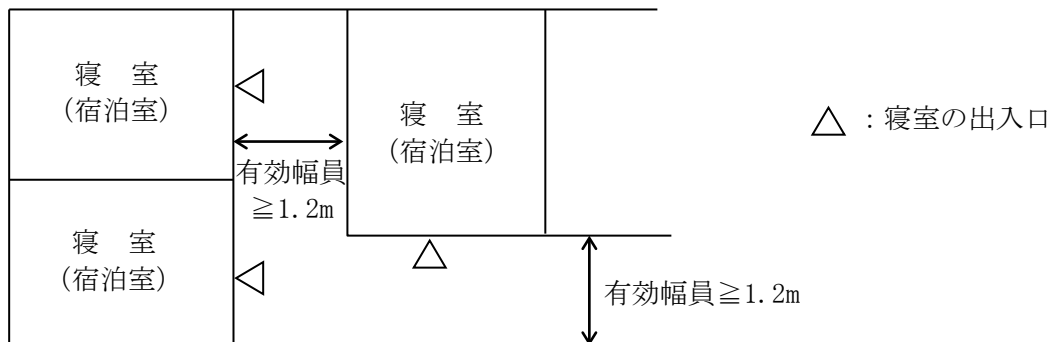 寝　室
(宿泊室)
寝　室
(宿泊室)
有効幅員
≧1.2m
寝　室
(宿泊室)
有効幅員≧1.2m
△ ：寝室の出入口